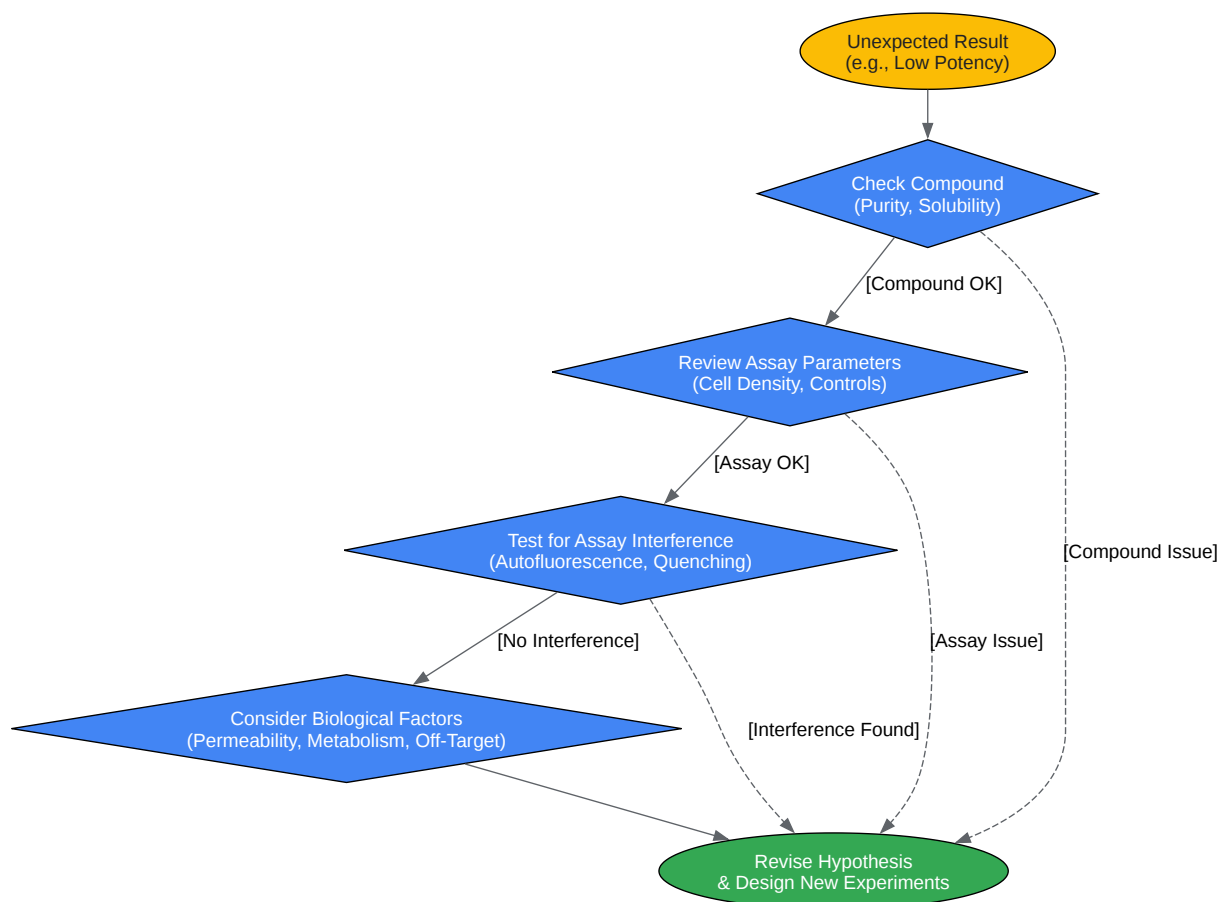 Unexpected Result
(e.g., Low Potency)
Check Compound
(Purity, Solubility)
[Compound OK]
Review Assay Parameters
(Cell Density, Controls)
[Assay OK]
Test for Assay Interference
(Autofluorescence, Quenching)
[Compound Issue]
[No Interference]
[Assay Issue]
Consider Biological Factors
(Permeability, Metabolism, Off-Target)
[Interference Found]
Revise Hypothesis
& Design New Experiments